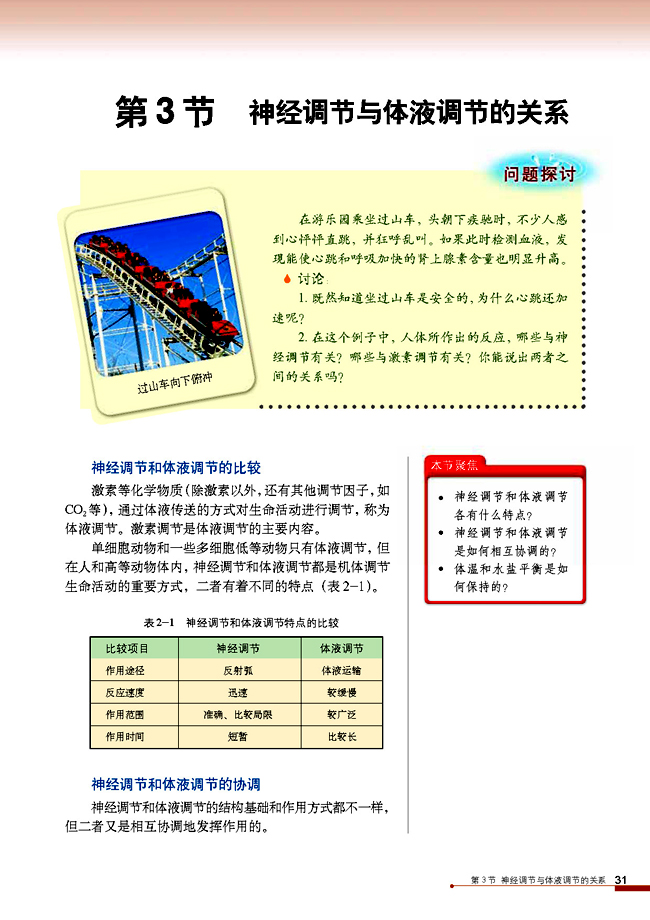 第3节 神经调节与体液调节的关系
问题探讨
在游乐园乘坐过山车，头朝下疾驰时，不少人感
到心怦怦直跳，并狂呼乱叫。如果此时检测血液，发
现能使心跳和呼吸加快的肾上腺素含量也明显升高。
讨论：
1. 既然知道坐过山车是安全的，为什么心跳还加
速呢？
2. 在这个例子中，人体所作出的反应，哪些与神
经调节有关？哪些与激素调节有关？你能说出两者之
间的关系吗？
过山车向下俯冲
神经调节和体液调节的比较
激素等化学物质（除激素以外，还有其他调节因子，如
CO₂等），通过体液传送的方式对生命活动进行调节，称为
体液调节。激素调节是体液调节的主要内容。
单细胞动物和一些多细胞低等动物只有体液调节，但
在人和高等动物体内，神经调节和体液调节都是机体调节
生命活动的重要方式，二者有着不同的特点（表2-1）。
表2-1 神经调节和体液调节特点的比较
比较项目 神经调节 体液调节
作用途径 反射弧 体液运输
反应速度 迅速 较缓慢
作用范围 准确、比较局限 较广泛
作用时间 短暂 比较长
神经调节和体液调节的协调
神经调节和体液调节的结构基础和作用方式都不一样，
但二者又是相互协调地发挥作用的。
本节聚焦
• 神经调节和体液调节
各有什么特点？
• 神经调节和体液调节
是如何相互协调的？
• 体温和水盐平衡是如
何保持的？
第3节 神经调节与体液调节的关系 31